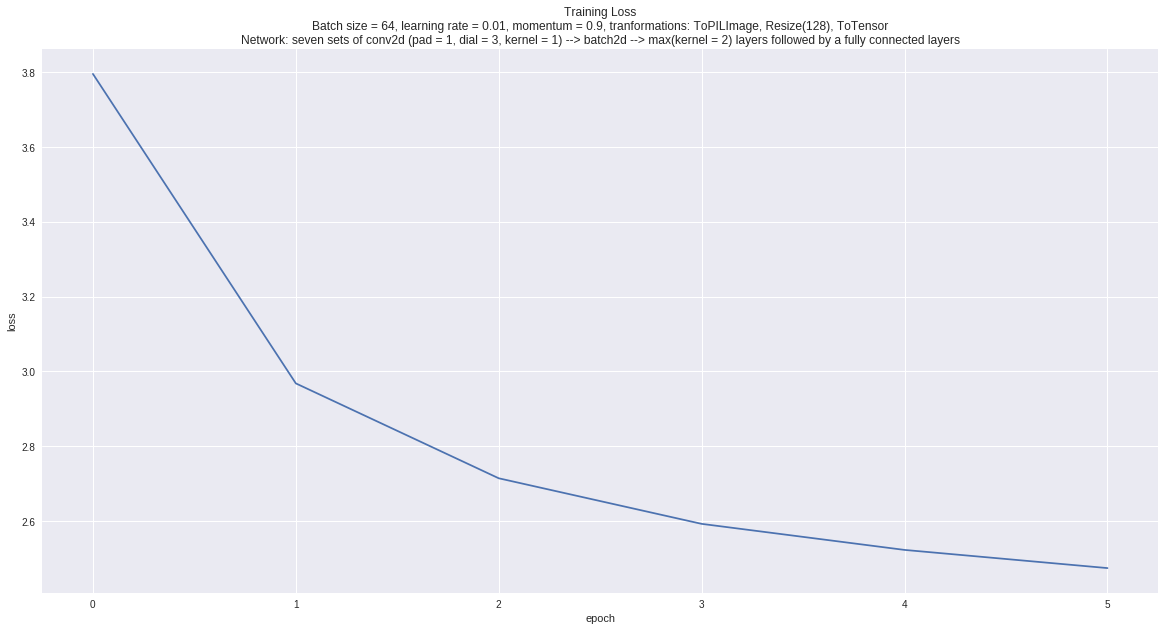 Training Loss
Batch size = 64, learning rate = 0.01, momentum = 0.9, tranformations: ToPILImage, Resize(128), ToTensor
Network: seven sets of conv2d (pad = 1, dial = 3, kernel = 1) --> batch2d --> max(kernel = 2) layers followed by a fully connected layers
3.8
3.6
3.4
3.2
3.0
2.8
2.6
loss
0 1 2 3 4 5
epoch